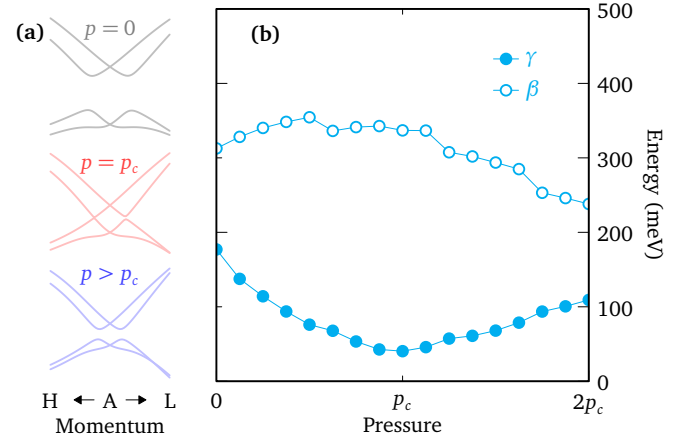 (a)
p = 0
p = p_c
p > p_c
H ← A → L
Momentum
(b)
γ
β
500
400
300
200
100
0
Energy (meV)
0 p_c 2p_c
Pressure